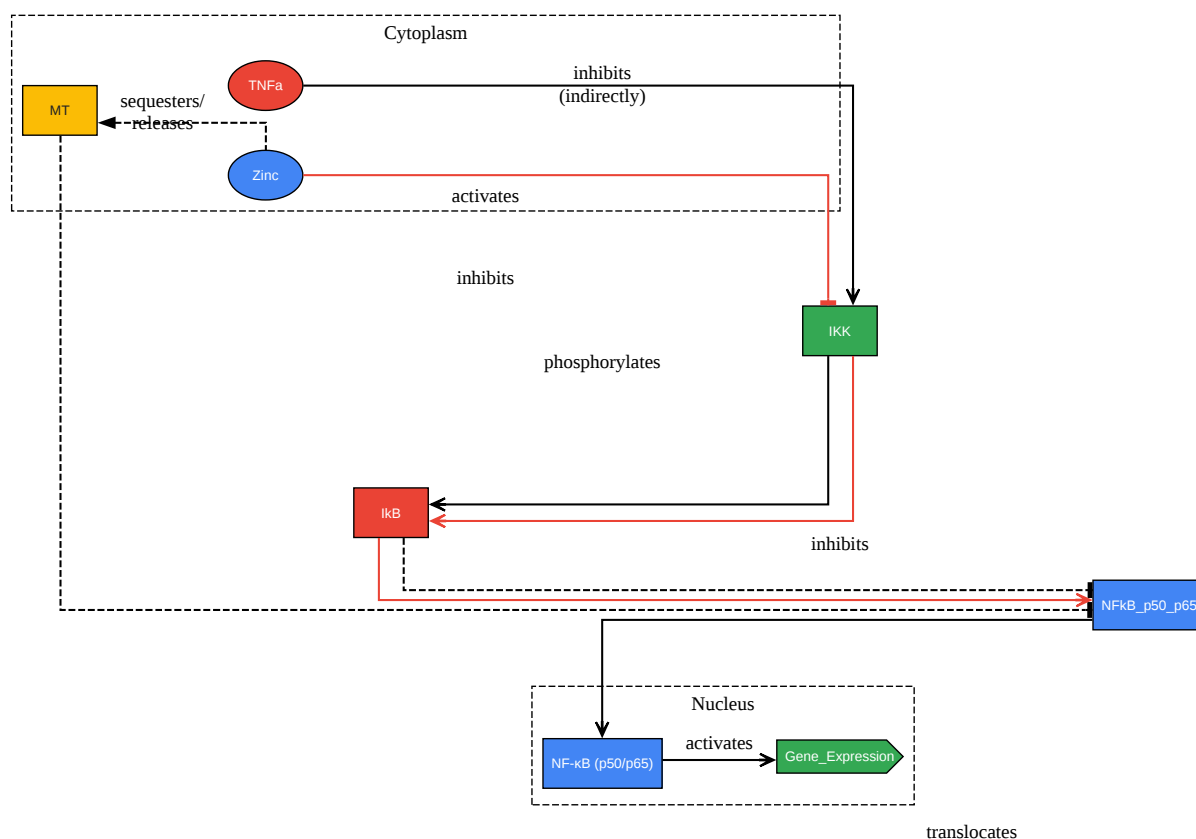 Cytoplasm
TNFa
inhibits
(indirectly)
MT
sequesters/
releases
Zinc
activates
inhibits
IKK
phosphorylates
IkB
inhibits
NFkB_p50_p65
Nucleus
activates
NF-κB (p50/p65)
Gene_Expression
translocates